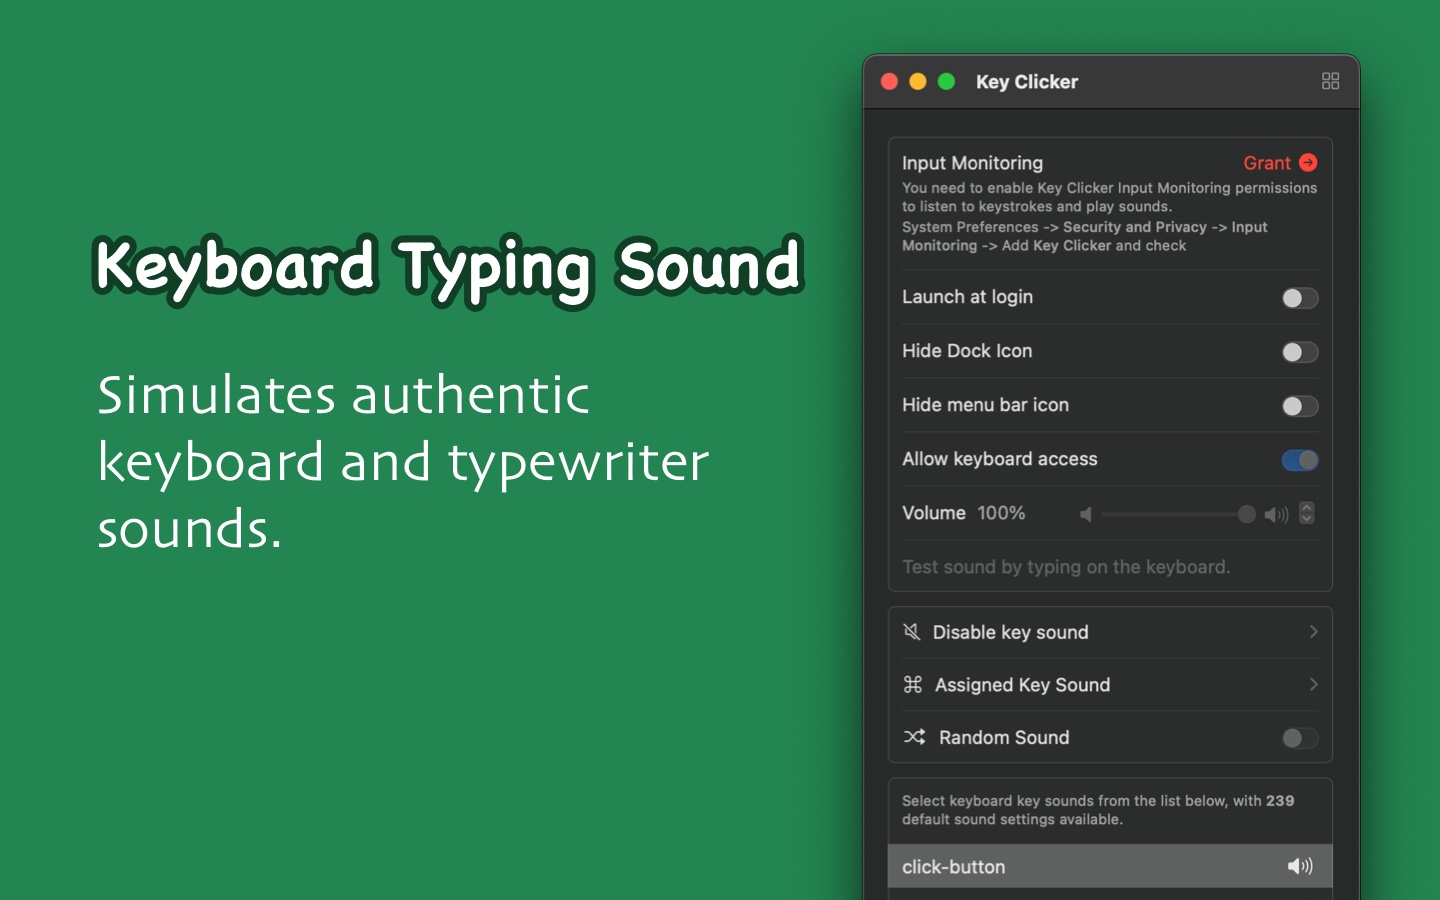 Keyboard Typing Sound
Simulates authentic
keyboard and typewriter
sounds.
Key Clicker
Input Monitoring Grant
You need to enable Key Clicker Input Monitoring permissions
to listen to keystrokes and play sounds.
System Preferences -> Security and Privacy -> Input
Monitoring -> Add Key Clicker and check
Launch at login
Hide Dock Icon
Hide menu bar icon
Allow keyboard access
Volume 100%
Test sound by typing on the keyboard.
Disable key sound
Assigned Key Sound
Random Sound
Select keyboard key sounds from the list below, with 239
default sound settings available.
click-button